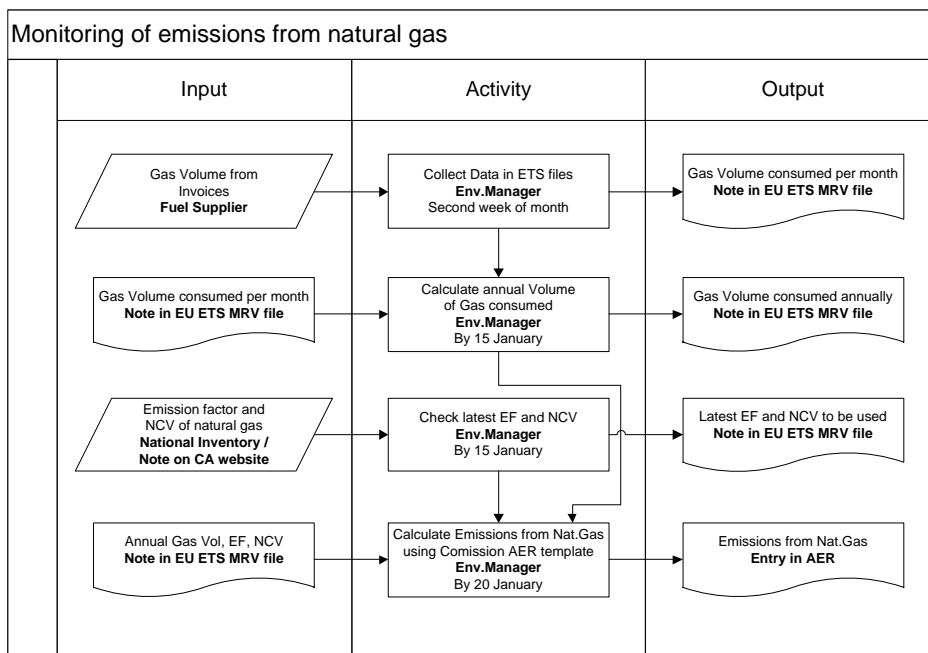 Monitoring of emissions from natural gas
Input
Activity
Output
Gas Volume from
Invoices
Fuel Supplier
Collect Data in ETS files
Env.Manager
Second week of month
Gas Volume consumed per month
Note in EU ETS MRV file
Gas Volume consumed per month
Note in EU ETS MRV file
Calculate annual Volume
of Gas consumed
Env.Manager
By 15 January
Gas Volume consumed annually
Note in EU ETS MRV file
Emission factor and
NCV of natural gas
National Inventory /
Note on CA website
Check latest EF and NCV
Env.Manager
By 15 January
Latest EF and NCV to be used
Note in EU ETS MRV file
Annual Gas Vol, EF, NCV
Note in EU ETS MRV file
Calculate Emissions from Nat.Gas
using Comission AER template
Env.Manager
By 20 January
Emissions from Nat.Gas
Entry in AER